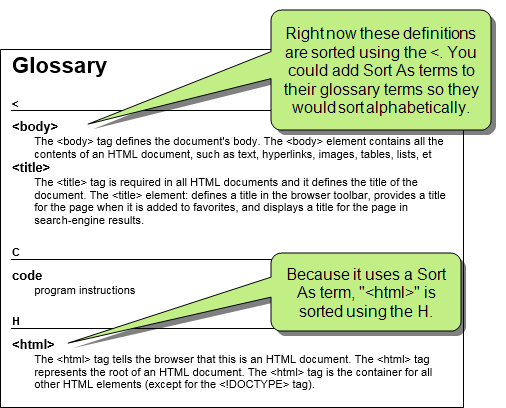 Right now these definitions
are sorted using the <. You
could add Sort As terms to
their glossary terms so they
would sort alphabetically.
Glossary
<
<body>
The <body> tag defines the document's body. The <body> element contains all the
contents of an HTML document, such as text, hyperlinks, images, tables, lists, et
<title>
The <title> tag is required in all HTML documents and it defines the title of the
document. The <title> element: defines a title in the browser toolbar, provides a title
for the page when it is added to favorites, and displays a title for the page in
search-engine results.
C
code
program instructions
Because it uses a Sort
As term, "<html>" is
sorted using the H.
H
<html>
The <html> tag tells the browser that this is an HTML document. The <html> tag
represents the root of an HTML document. The <html> tag is the container for all
other HTML elements (except for the <!DOCTYPE> tag).